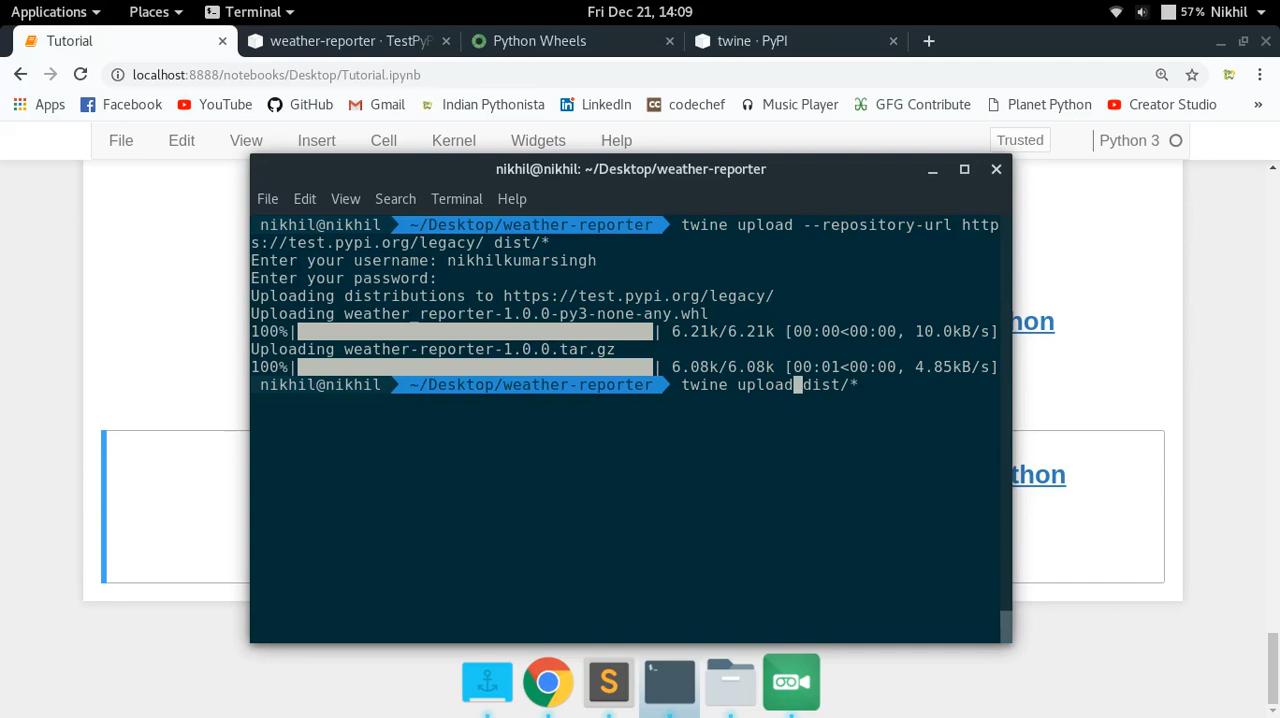 Applications Places Terminal Fri Dec 21, 14:09 57% Nikhil
Tutorial weather-reporter · TestPyP Python Wheels twine · PyPI
localhost:8888/notebooks/Desktop/Tutorial.ipynb
Apps Facebook YouTube GitHub Gmail Indian Pythonista LinkedIn CC codechef Music Player GFG Contribute Planet Python Creator Studio »
File Edit View Insert Cell Kernel Widgets Help Trusted Python 3
nikhil@nikhil: ~/Desktop/weather-reporter
File Edit View Search Terminal Help
nikhil@nikhil ~/Desktop/weather-reporter twine upload --repository-url http
s://test.pypi.org/legacy/ dist/*
Enter your username: nikhilkumarsingh
Enter your password:
Uploading distributions to https://test.pypi.org/legacy/
Uploading weather_reporter-1.0.0-py3-none-any.whl
100%| | 6.21k/6.21k [00:00<00:00, 10.0kB/s]
Uploading weather-reporter-1.0.0.tar.gz
100%| | 6.08k/6.08k [00:01<00:00, 4.85kB/s]
nikhil@nikhil ~/Desktop/weather-reporter twine upload dist/*
hon
thon
S